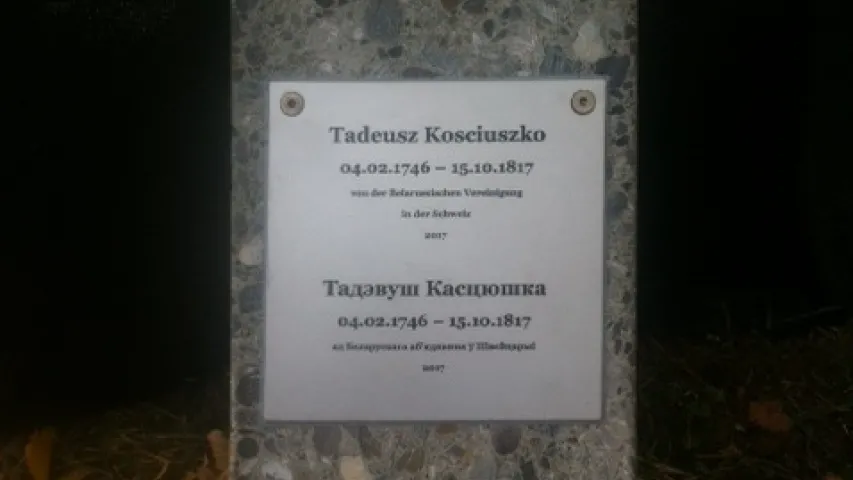 Tadeusz Kosciuszko
04.02.1746 – 15.10.1817
von der Belarussischen Vereinigung
in der Schweiz
2017
Тадэвуш Касцюшка
04.02.1746 – 15.10.1817
ад Беларускага аб'яднання ў Швейцарыі
2017